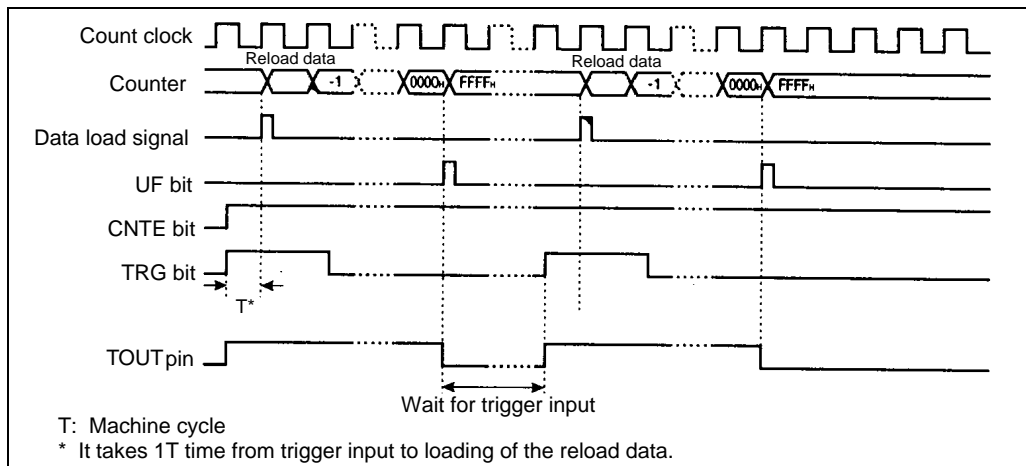 Count clock
Reload data
Reload data
Counter
-1
0000H
FFFFH
-1
0000H
FFFFH
Data load signal
UF bit
CNTE bit
TRG bit
T*
TOUT pin
Wait for trigger input
T: Machine cycle
* It takes 1T time from trigger input to loading of the reload data.